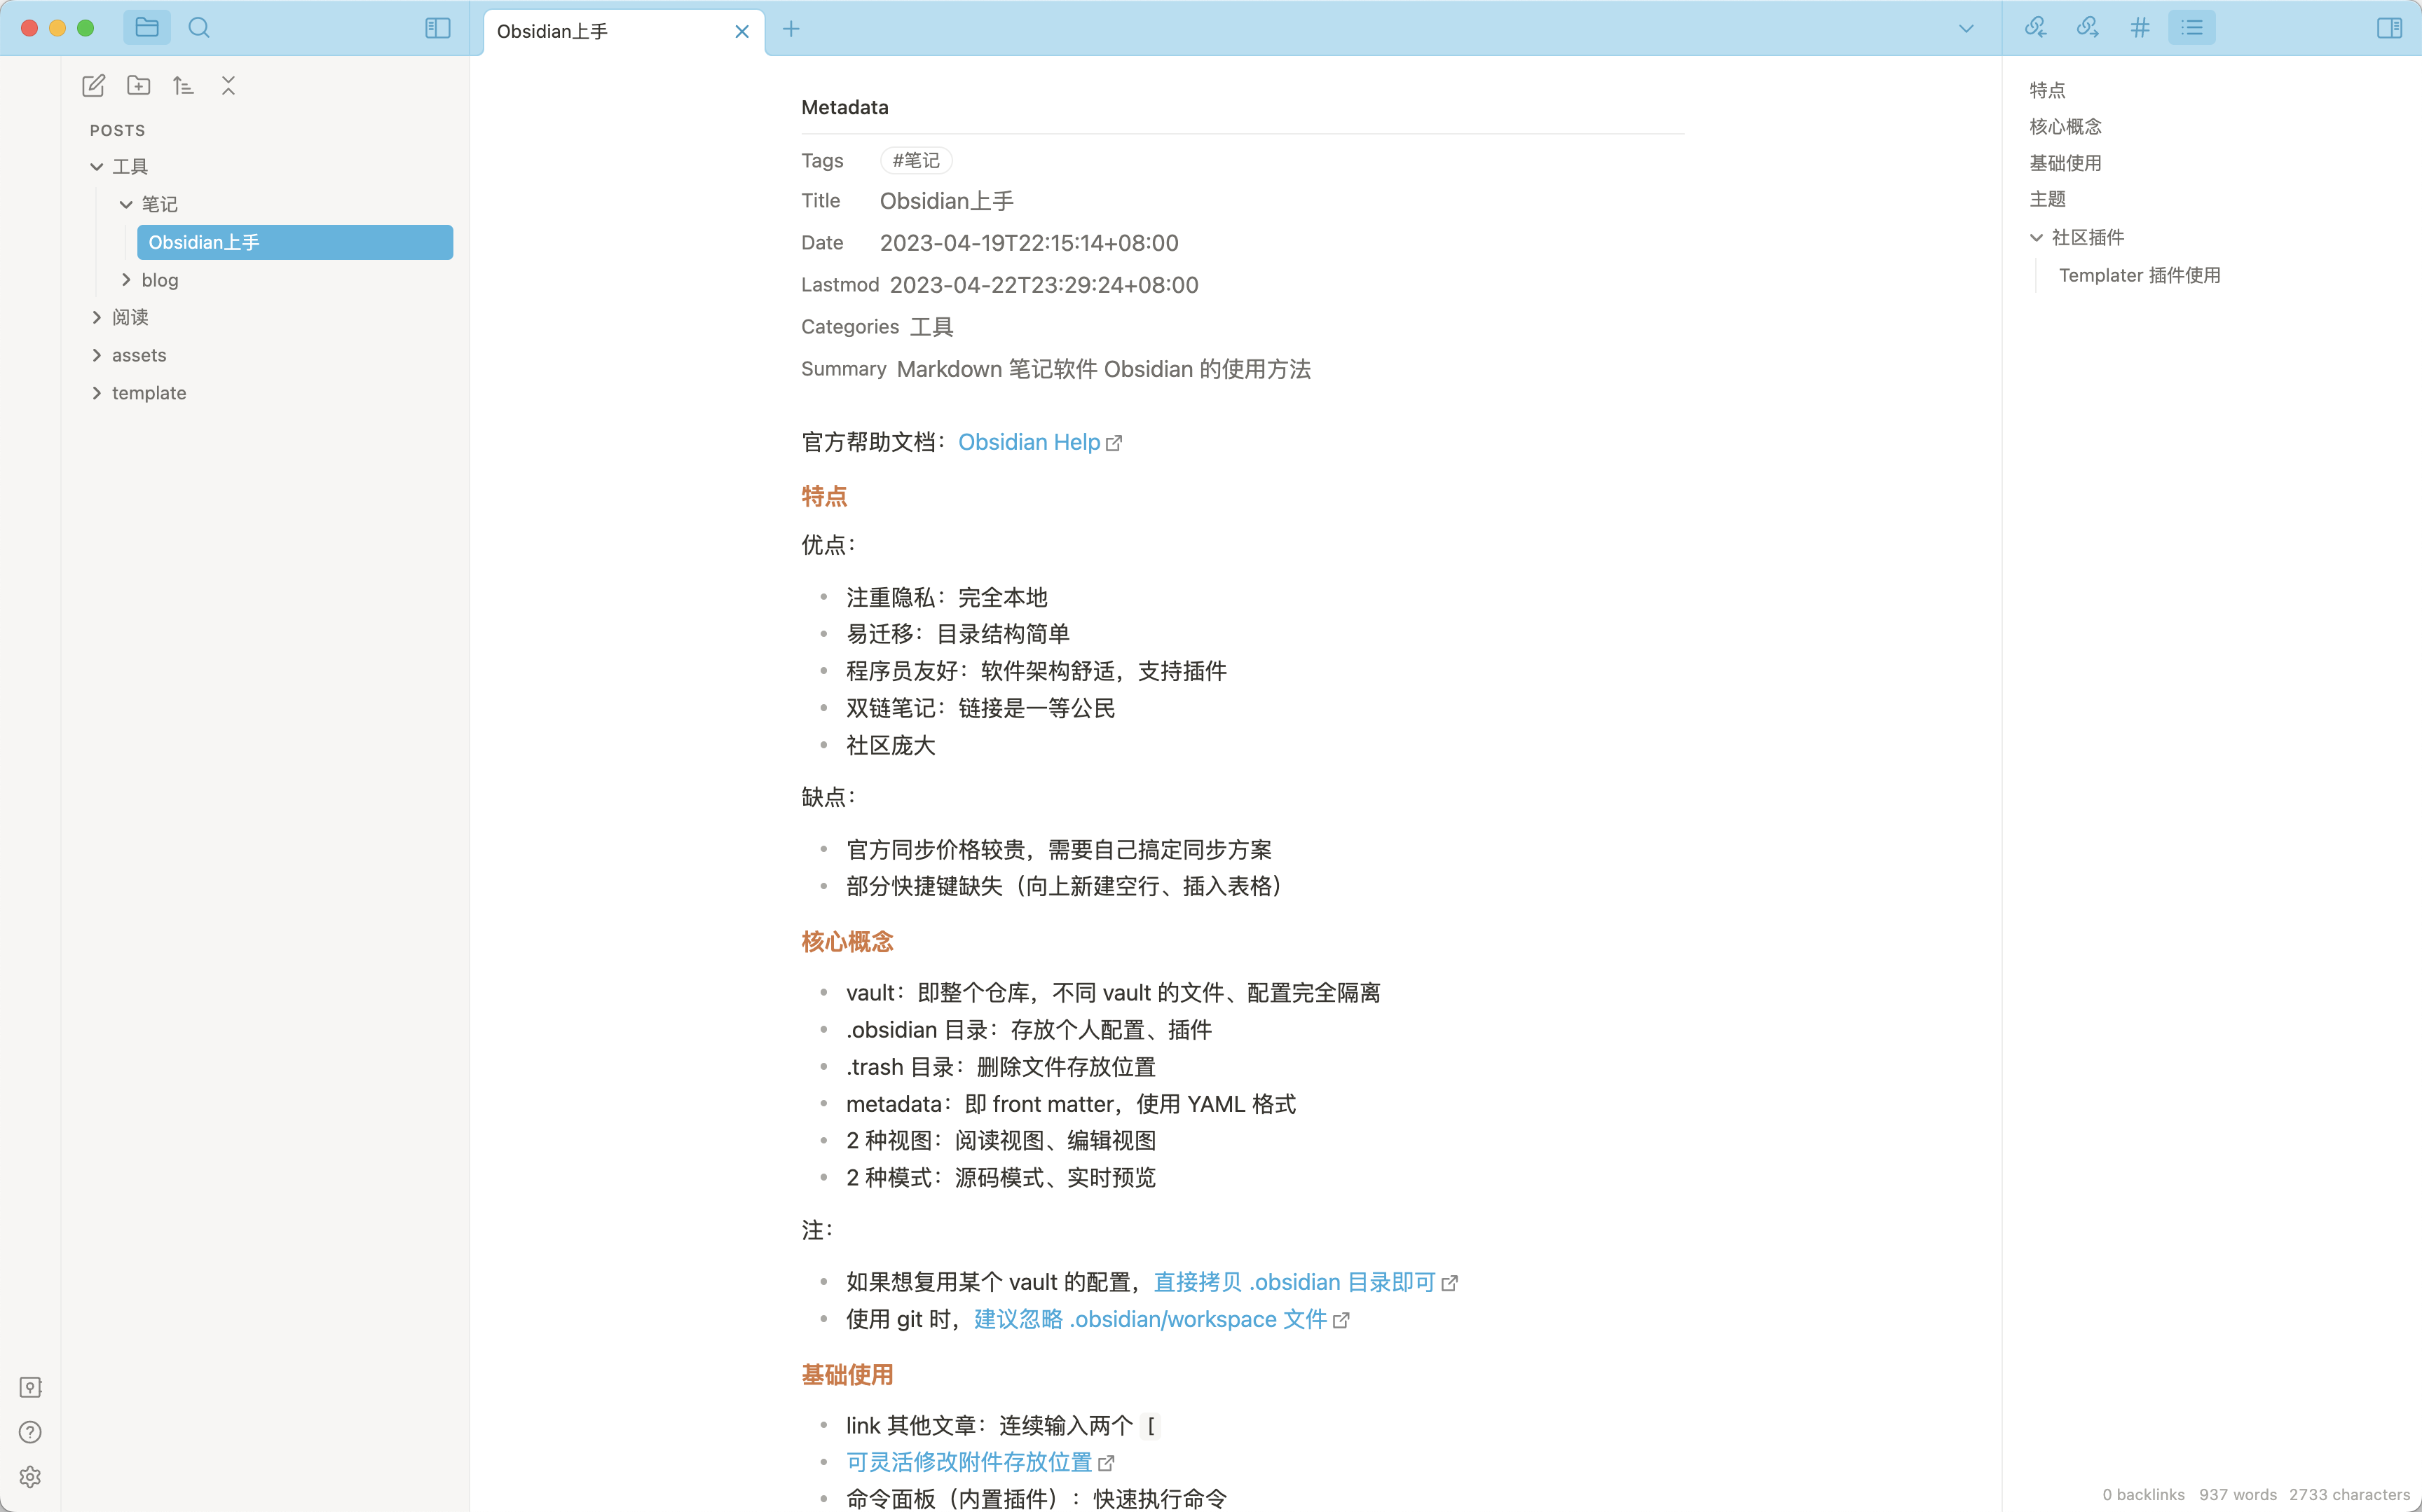 Obsidian上手
POSTS
工具
笔记
Obsidian上手
blog
阅读
assets
template
Metadata
Tags #笔记
Title Obsidian上手
Date 2023-04-19T22:15:14+08:00
Lastmod 2023-04-22T23:29:24+08:00
Categories 工具
Summary Markdown 笔记软件 Obsidian 的使用方法
官方帮助文档：Obsidian Help
特点
优点：
注重隐私：完全本地
易迁移：目录结构简单
程序员友好：软件架构舒适，支持插件
双链笔记：链接是一等公民
社区庞大
缺点：
官方同步价格较贵，需要自己搞定同步方案
部分快捷键缺失（向上新建空行、插入表格）
核心概念
vault：即整个仓库，不同 vault 的文件、配置完全隔离
.obsidian 目录：存放个人配置、插件
.trash 目录：删除文件存放位置
metadata：即 front matter，使用 YAML 格式
2 种视图：阅读视图、编辑视图
2 种模式：源码模式、实时预览
注：
如果想复用某个 vault 的配置，直接拷贝 .obsidian 目录即可
使用 git 时，建议忽略 .obsidian/workspace 文件
基础使用
link 其他文章：连续输入两个 [
可灵活修改附件存放位置
命令面板（内置插件）：快速执行命令
特点
核心概念
基础使用
主题
社区插件
Templater 插件使用
0 backlinks 937 words 2733 characters